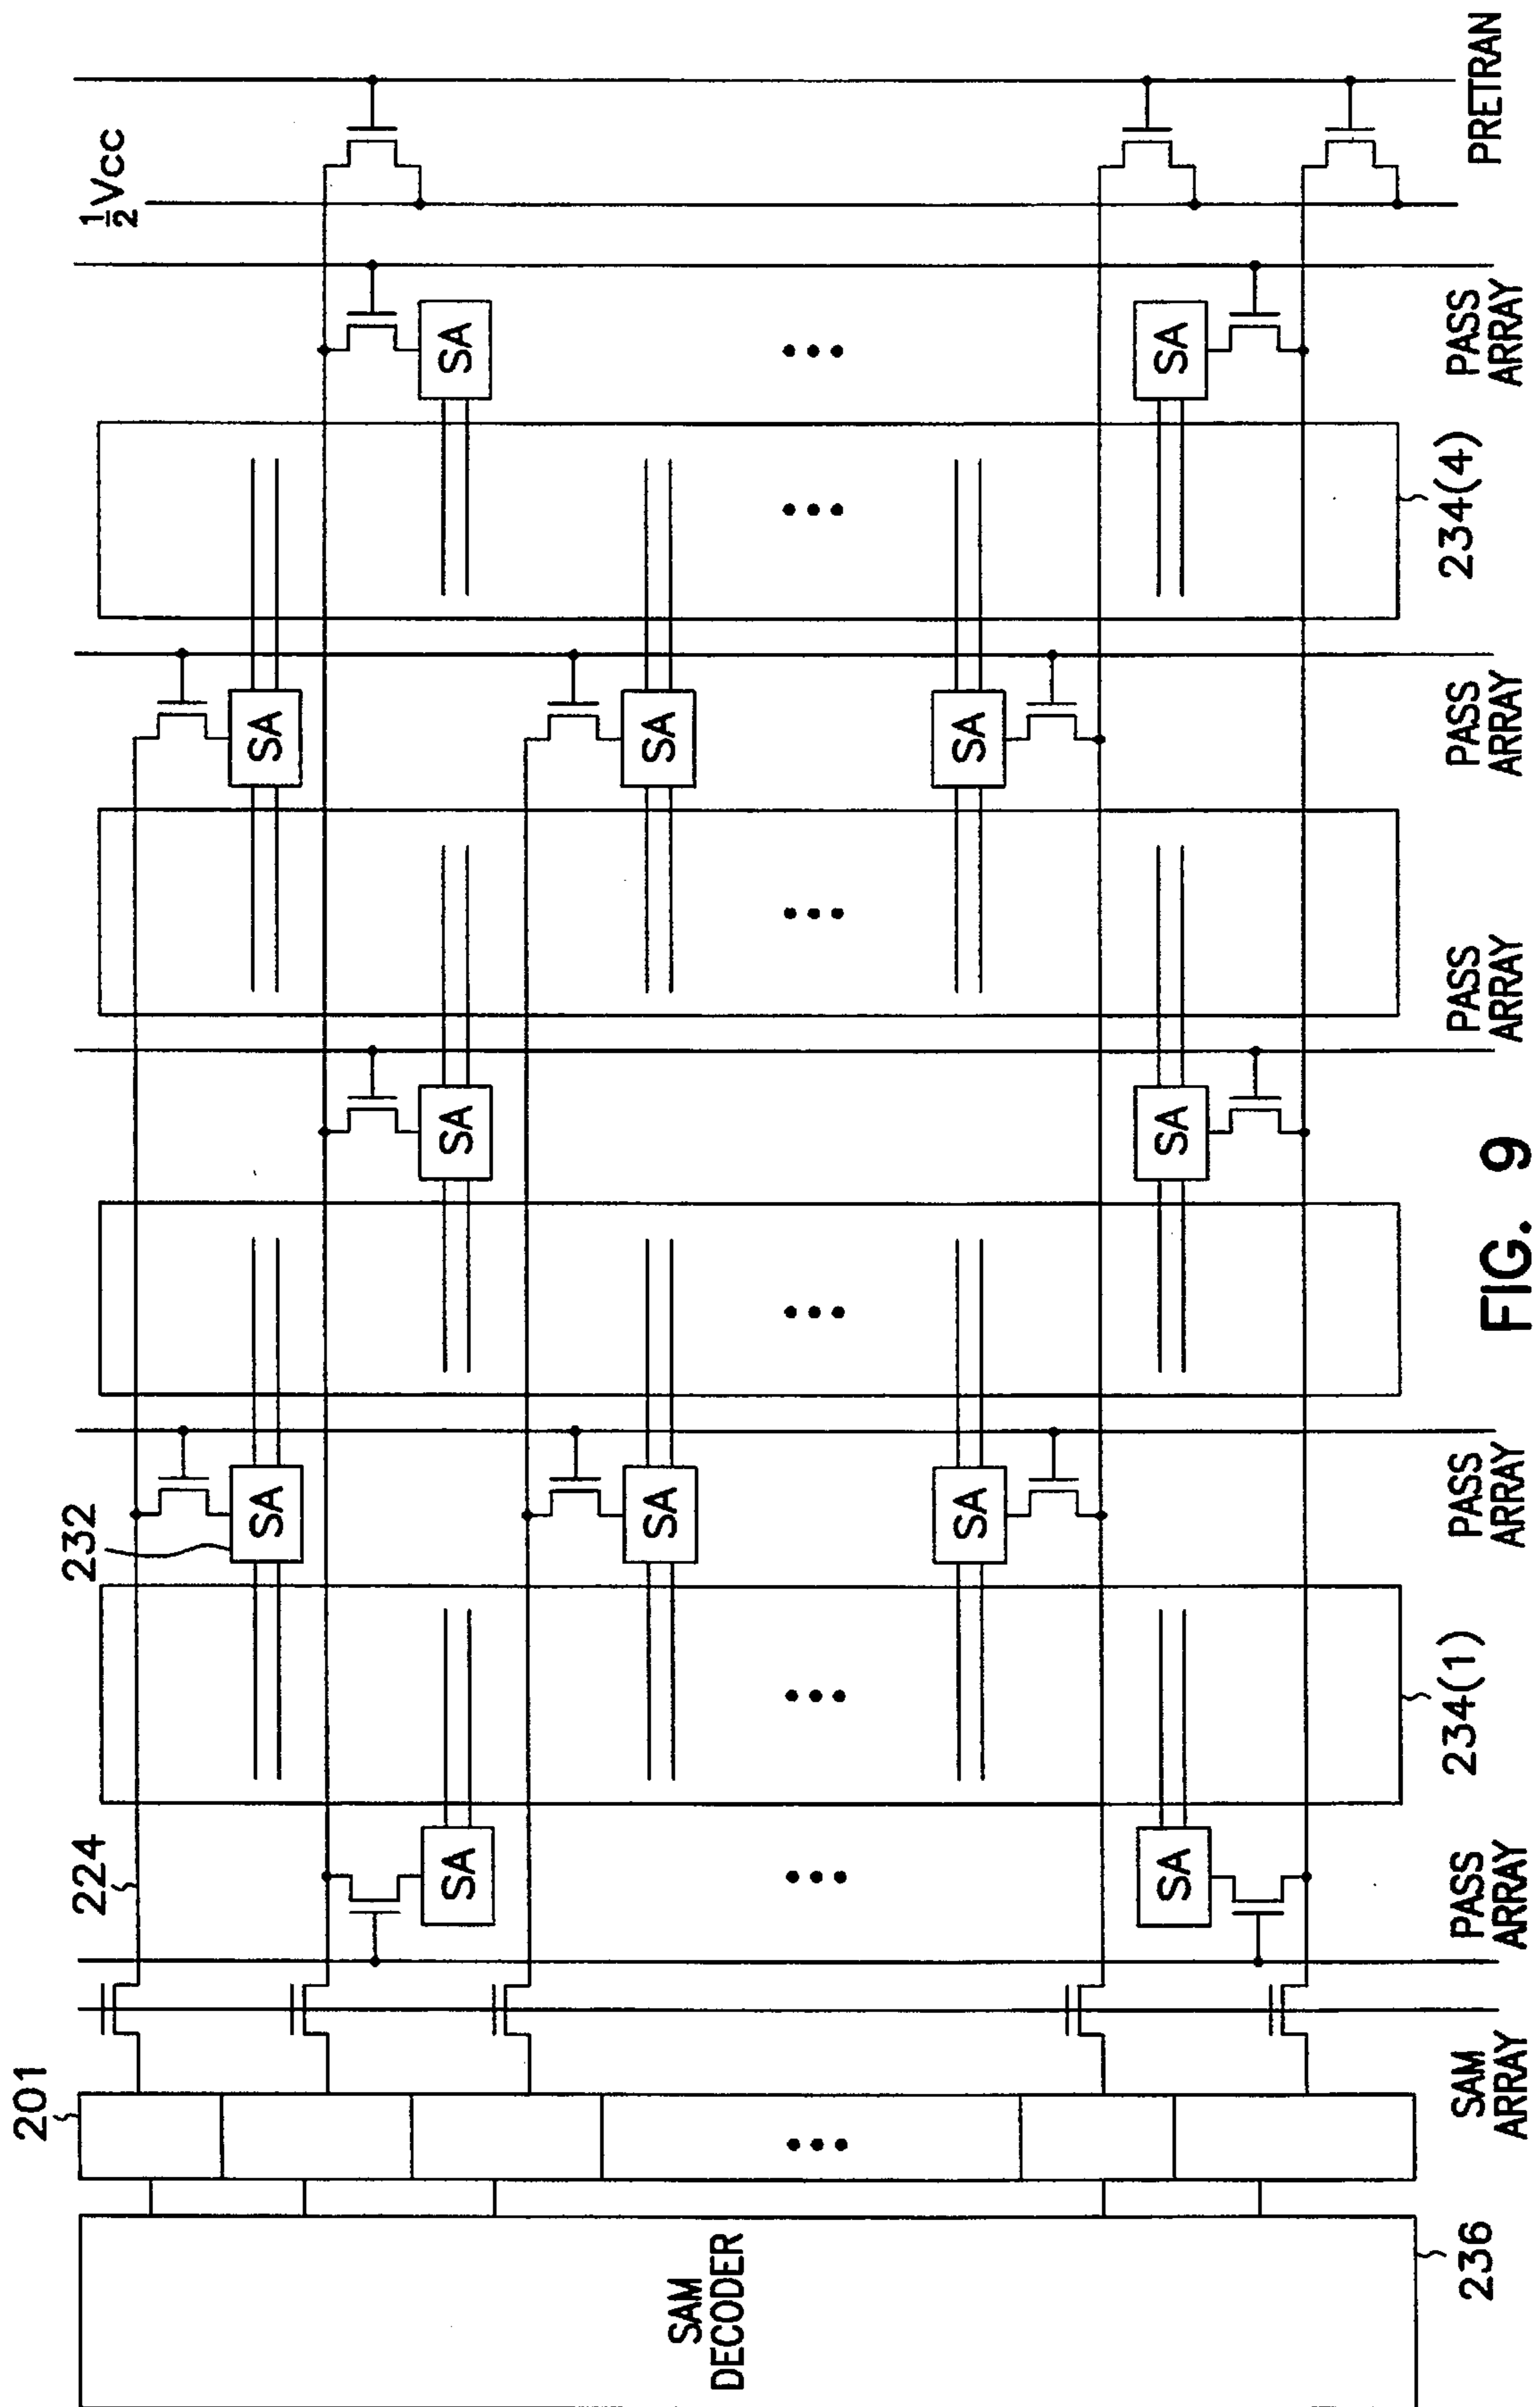 201
224
232
½Vcc
SA
SA
SA
SA
SA
SA
SA
SA
SA
SA
SA
SA
SAM
DECODER
236
SAM
ARRAY
PASS
ARRAY
234(1)
PASS
ARRAY
PASS
ARRAY
PASS
ARRAY
234(4)
PASS
ARRAY
PRETRAN
FIG. 9